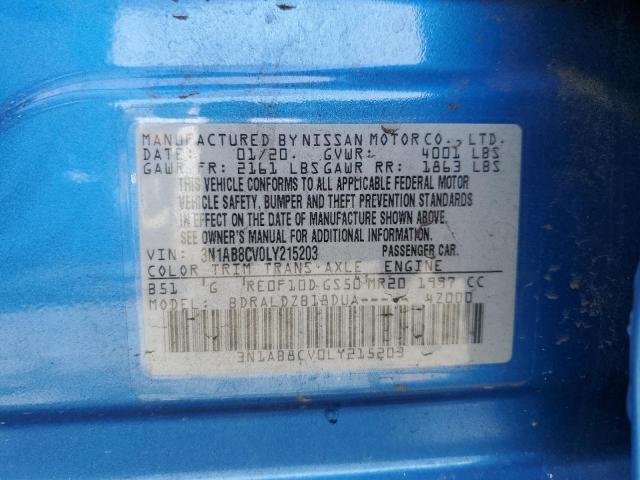 MANUFACTURED BY NISSAN MOTOR CO., LTD.
DATE: 01/20. GVWR: 4001 LBS
GAWR FR: 2161 LBS GAWR RR: 1863 LBS
THIS VEHICLE CONFORMS TO ALL APPLICABLE FEDERAL MOTOR
VEHICLE SAFETY, BUMPER AND THEFT PREVENTION STANDARDS
IN EFFECT ON THE DATE OF MANUFACTURE SHOWN ABOVE.
SEE OWNER'S MANUAL FOR ADDITIONAL INFORMATION.
VIN: 3N1AB8CV0LY215203 PASSENGER CAR.
COLOR TRIM TRANS AXLE ENGINE
B51 G RE0F10D GS50 MR20 1997 CC
MODEL: BDRALDZB18DUA----- 4Z000
3N1AB8CV0LY215203